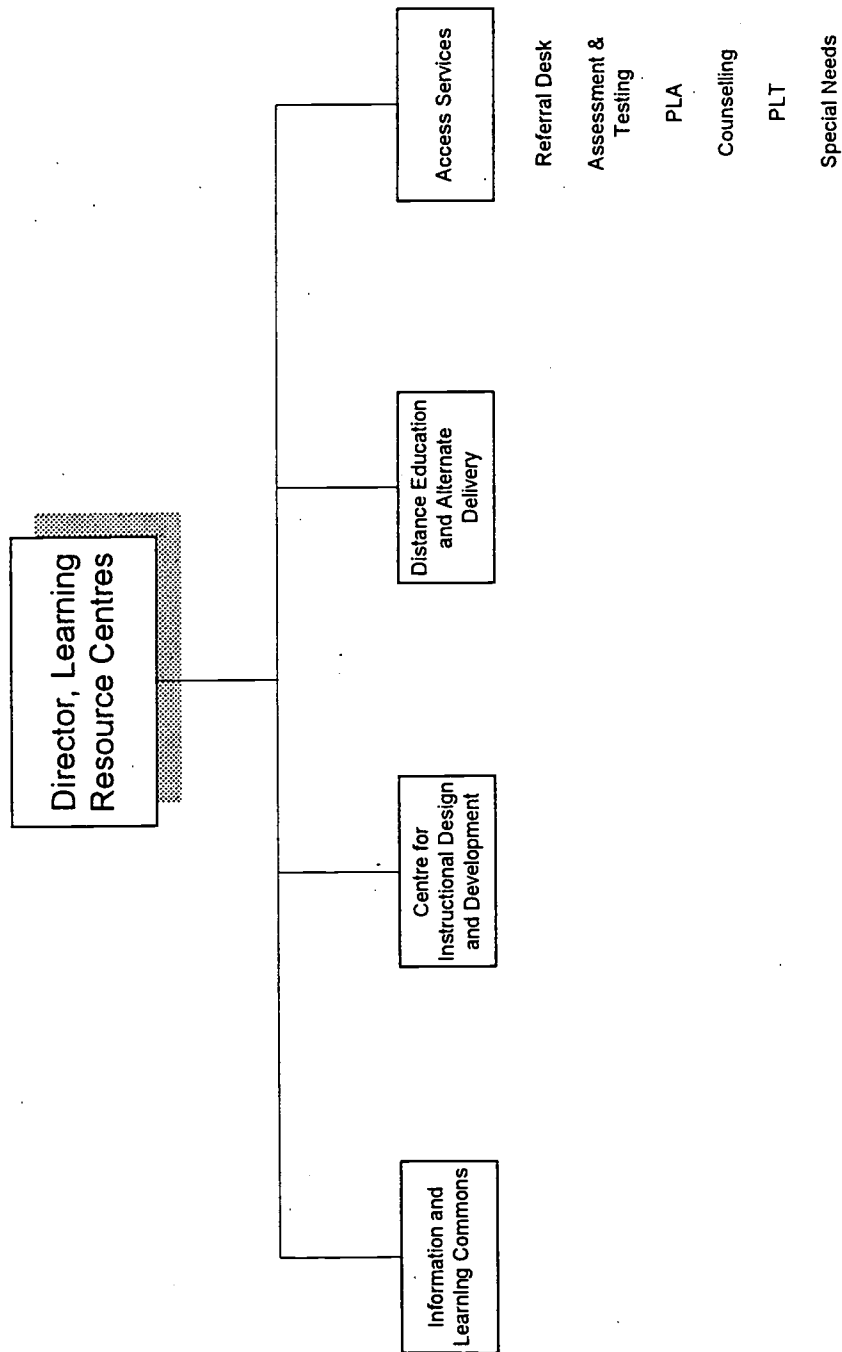 Director, Learning
Resource Centres
Information and
Learning Commons
Centre for
Instructional Design
and Development
Distance Education
and Alternate
Delivery
Access Services
Referral Desk
Assessment &
Testing
PLA
Counselling
PLT
Special Needs